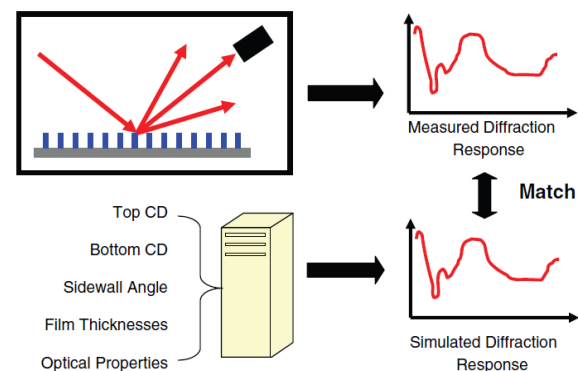 Measured Diffraction
Response
Match
Top CD
Bottom CD
Sidewall Angle
Film Thicknesses
Optical Properties
Simulated Diffraction
Response